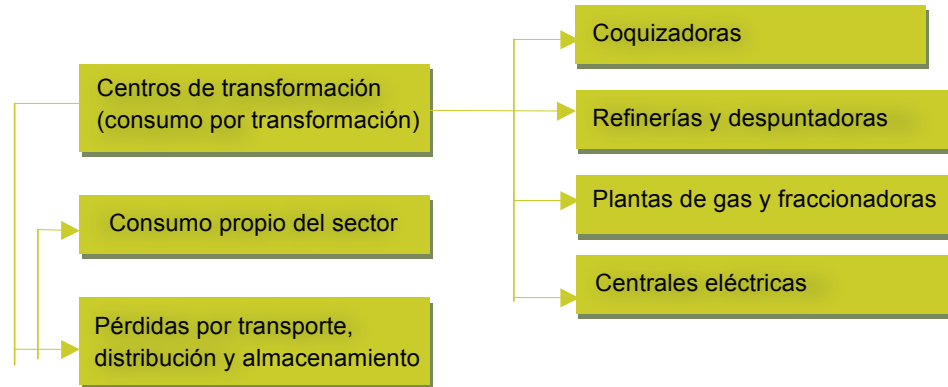 Centros de transformación
(consumo por transformación)
Consumo propio del sector
Pérdidas por transporte,
distribución y almacenamiento
Coquizadoras
Refinerías y despuntadoras
Plantas de gas y fraccionadoras
Centrales eléctricas